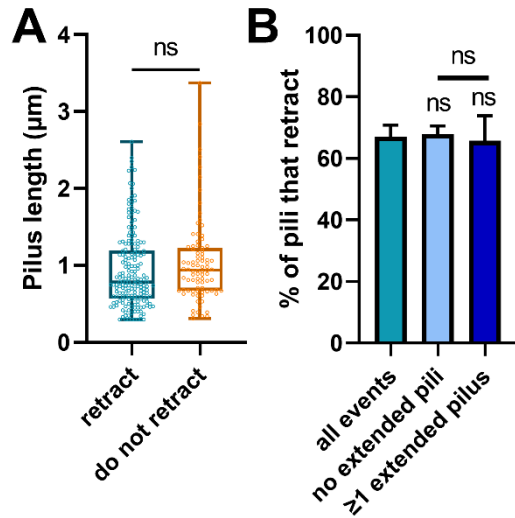 A
ns
Pilus length (µm)
4
3
2
1
0
retract
do not retract
B
ns
ns
ns
% of pili that retract
100
80
60
40
20
0
all events
no extended pili
≥1 extended pilus